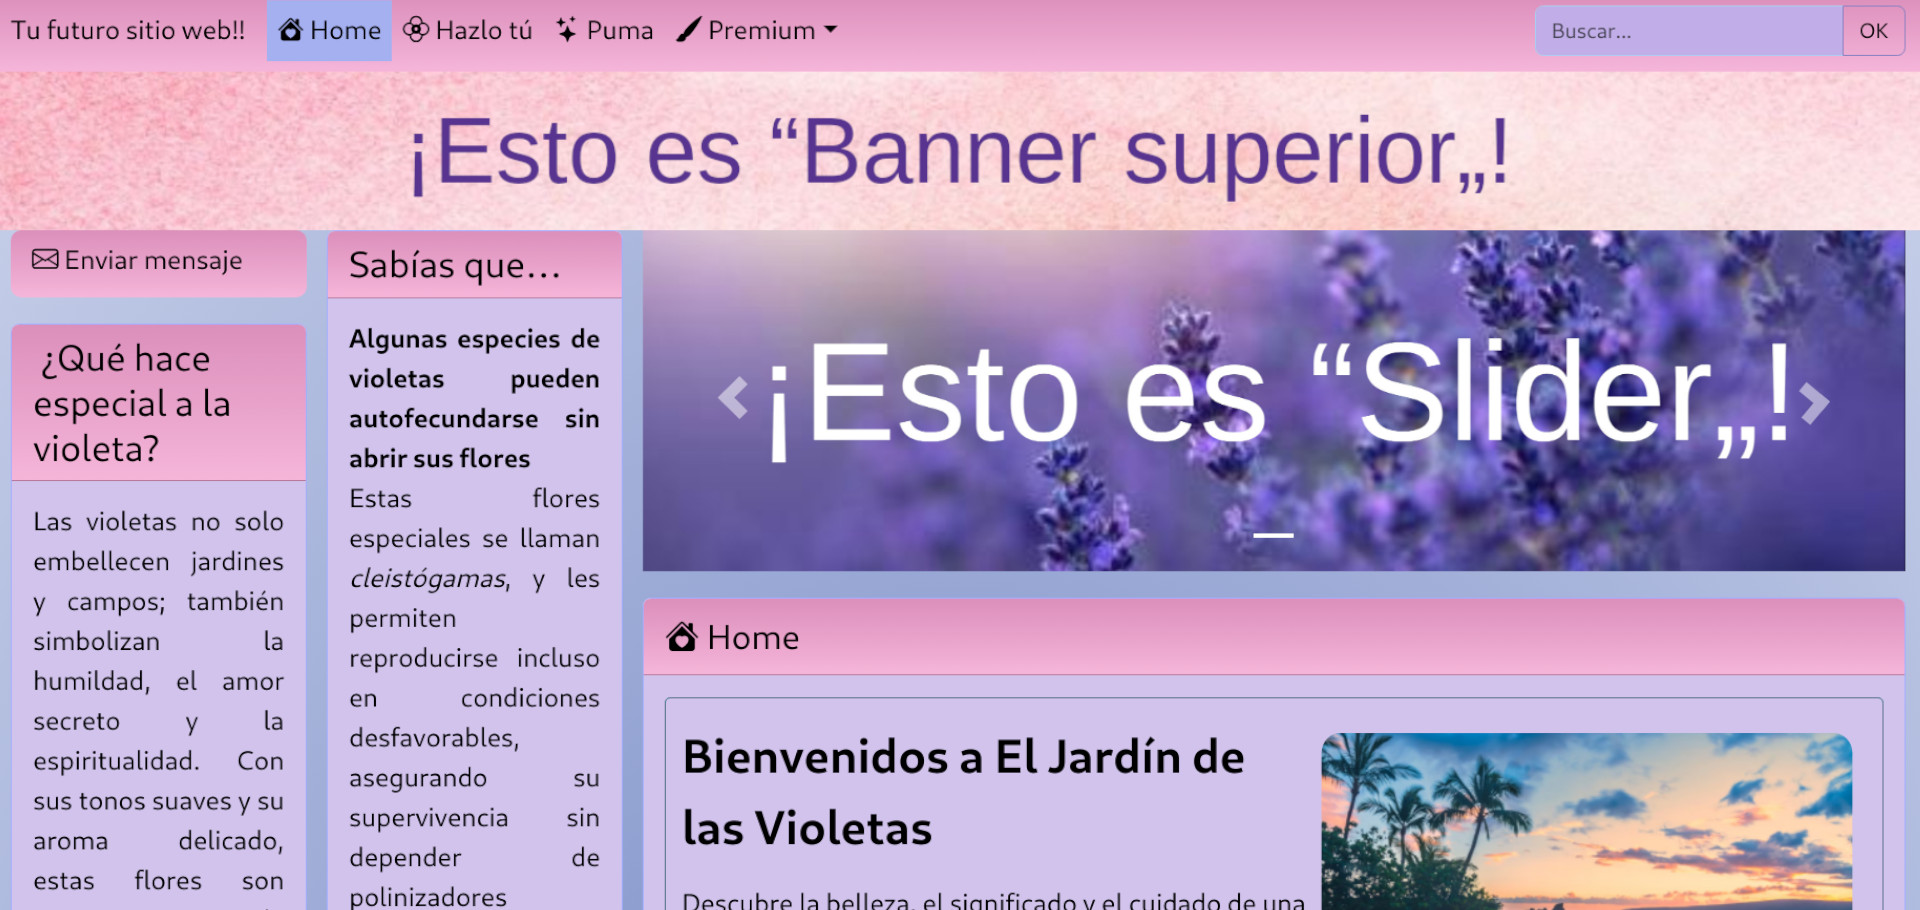 Tu futuro sitio web!! Home Hazlo tú Puma Premium Buscar... OK
¡Esto es “Banner superior„!
Enviar mensaje
¿Qué hace
especial a la
violeta?
Las violetas no solo
embellecen jardines
y campos; también
simbolizan la
humildad, el amor
secreto y la
espiritualidad. Con
sus tonos suaves y su
aroma delicado,
estas flores son
Sabías que...
Algunas especies de
violetas pueden
autofecundarse sin
abrir sus flores
Estas flores
especiales se llaman
cleistógamas, y les
permiten
reproducirse incluso
en condiciones
desfavorables,
asegurando su
supervivencia sin
depender de
polinizadores
¡Esto es “Slider„!
Home
Bienvenidos a El Jardín de
las Violetas
Descubre la belleza, el significado y el cuidado de una